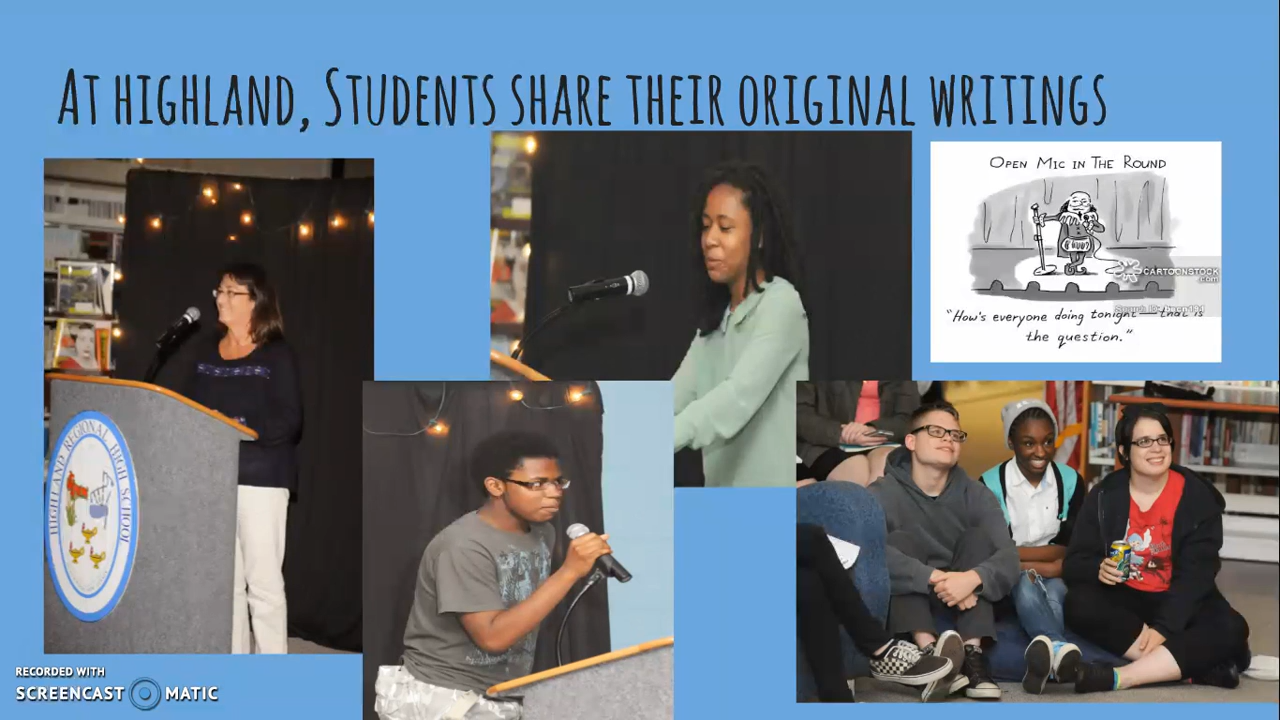 At highland, Students share their original writings
HIGHLAND REGIONAL HIGH SCHOOL
Open Mic in The Round
CARTOONSTOCK
.com
"How's everyone doing tonight — that is
the question."
RECORDED WITH
SCREENCAST MATIC